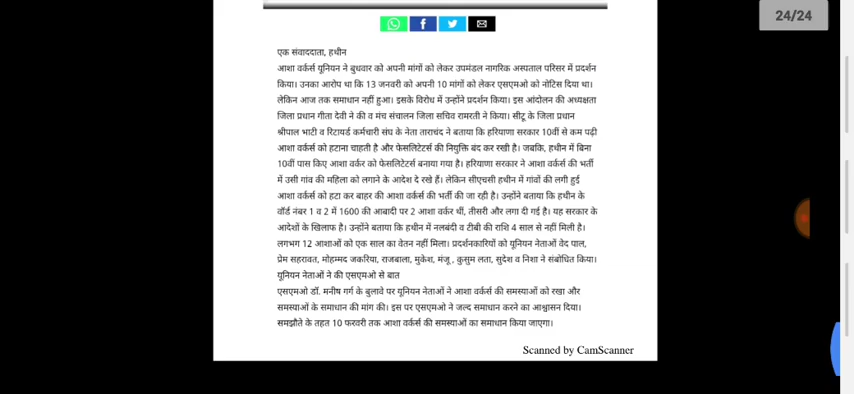 24/24
एक संवाददाता, हथीन
आशा वर्कर्स यूनियन ने बुधवार को अपनी मांगों को लेकर उपमंडल नागरिक अस्पताल परिसर में प्रदर्शन
किया। उनका आरोप था कि 13 जनवरी को अपनी 10 मांगों को लेकर एसएमओ को नोटिस दिया था।
लेकिन आज तक समाधान नहीं हुआ। इसके विरोध में उन्होंने प्रदर्शन किया। इस आंदोलन की अध्यक्षता
जिला प्रधान गीता देवी ने की व मंच संचालन जिला सचिव रामरती ने किया। सीटू के जिला प्रधान
श्रीपाल भाटी व रिटायर्ड कर्मचारी संघ के नेता ताराचंद ने बताया कि हरियाणा सरकार 10वीं से कम पढ़ी
आशा वर्कर्स को हटाना चाहती है और फेसलिटेटर्स की नियुक्ति बंद कर रखी है। जबकि, हथीन में बिना
10वीं पास किए आशा वर्कर को फेसलिटेटर्स बनाया गया है। हरियाणा सरकार ने आशा वर्कर्स की भर्ती
में उसी गांव की महिला को लगाने के आदेश दे रखे हैं। लेकिन सीएचसी हथीन में गांवों की लगी हुई
आशा वर्कर्स को हटा कर बाहर की आशा वर्कर्स की भर्ती की जा रही है। उन्होंने बताया कि हथीन के
वॉर्ड नंबर 1 व 2 में 1600 की आबादी पर 2 आशा वर्कर थीं, तीसरी और लगा दी गई है। यह सरकार के
आदेशों के खिलाफ है। उन्होंने बताया कि हथीन में नलबंदी व टीबी की राशि 4 साल से नहीं मिली है।
लगभग 12 आशाओं को एक साल का वेतन नहीं मिला। प्रदर्शनकारियों को यूनियन नेताओं वेद पाल,
प्रेम सहरावत, मोहम्मद जकरिया, राजबाला, मुकेश, मंजू , कुसुम लता, सुदेश व निशा ने संबोधित किया।
यूनियन नेताओं ने की एसएमओ से बात
एसएमओ डॉ. मनीष गर्ग के बुलावे पर यूनियन नेताओं ने आशा वर्कर्स की समस्याओं को रखा और
समस्याओं के समाधान की मांग की। इस पर एसएमओ ने जल्द समाधान करने का आश्वासन दिया।
समझौते के तहत 10 फरवरी तक आशा वर्कर्स की समस्याओं का समाधान किया जाएगा।
Scanned by CamScanner